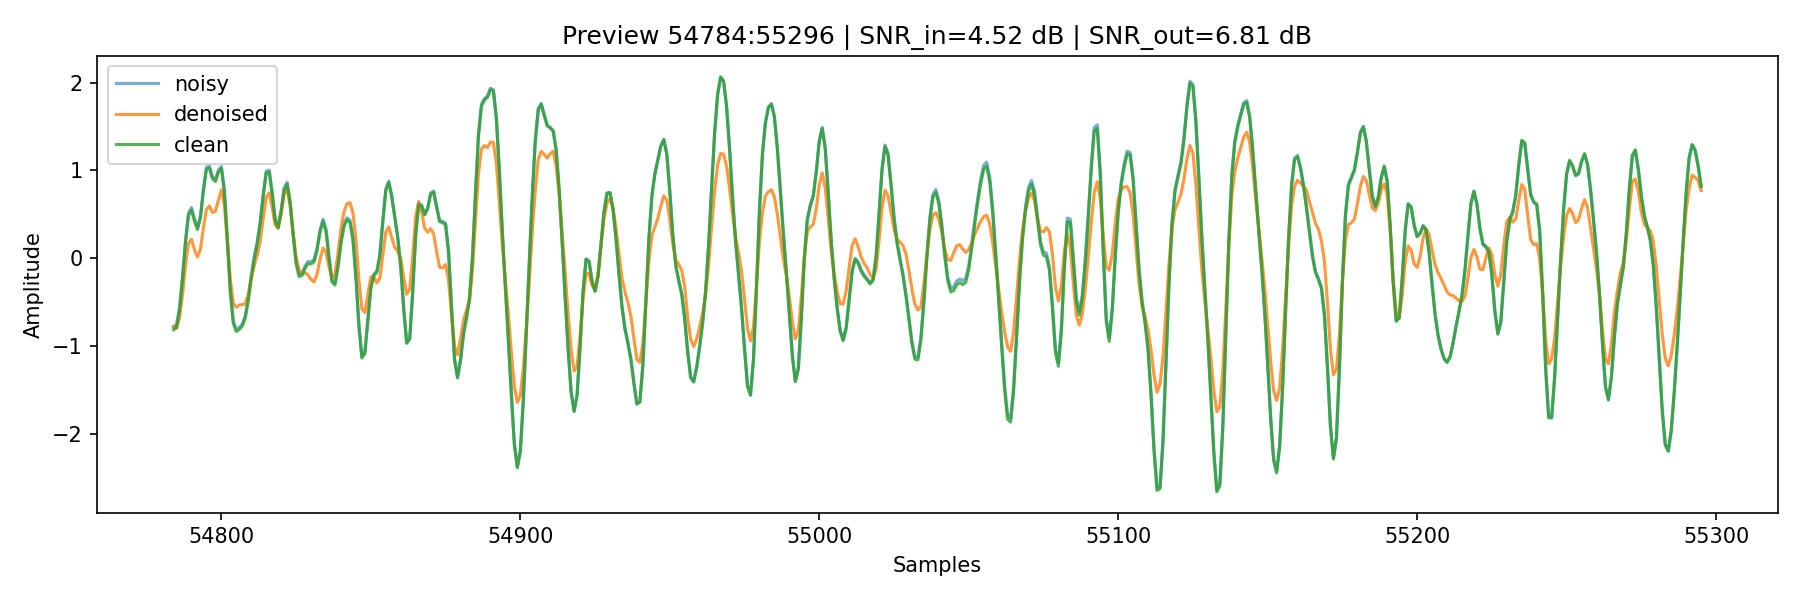 Preview 54784:55296 | SNR_in=4.52 dB | SNR_out=6.81 dB
noisy
denoised
clean
Amplitude
2
1
0
−1
−2
54800
54900
55000
55100
55200
55300
Samples